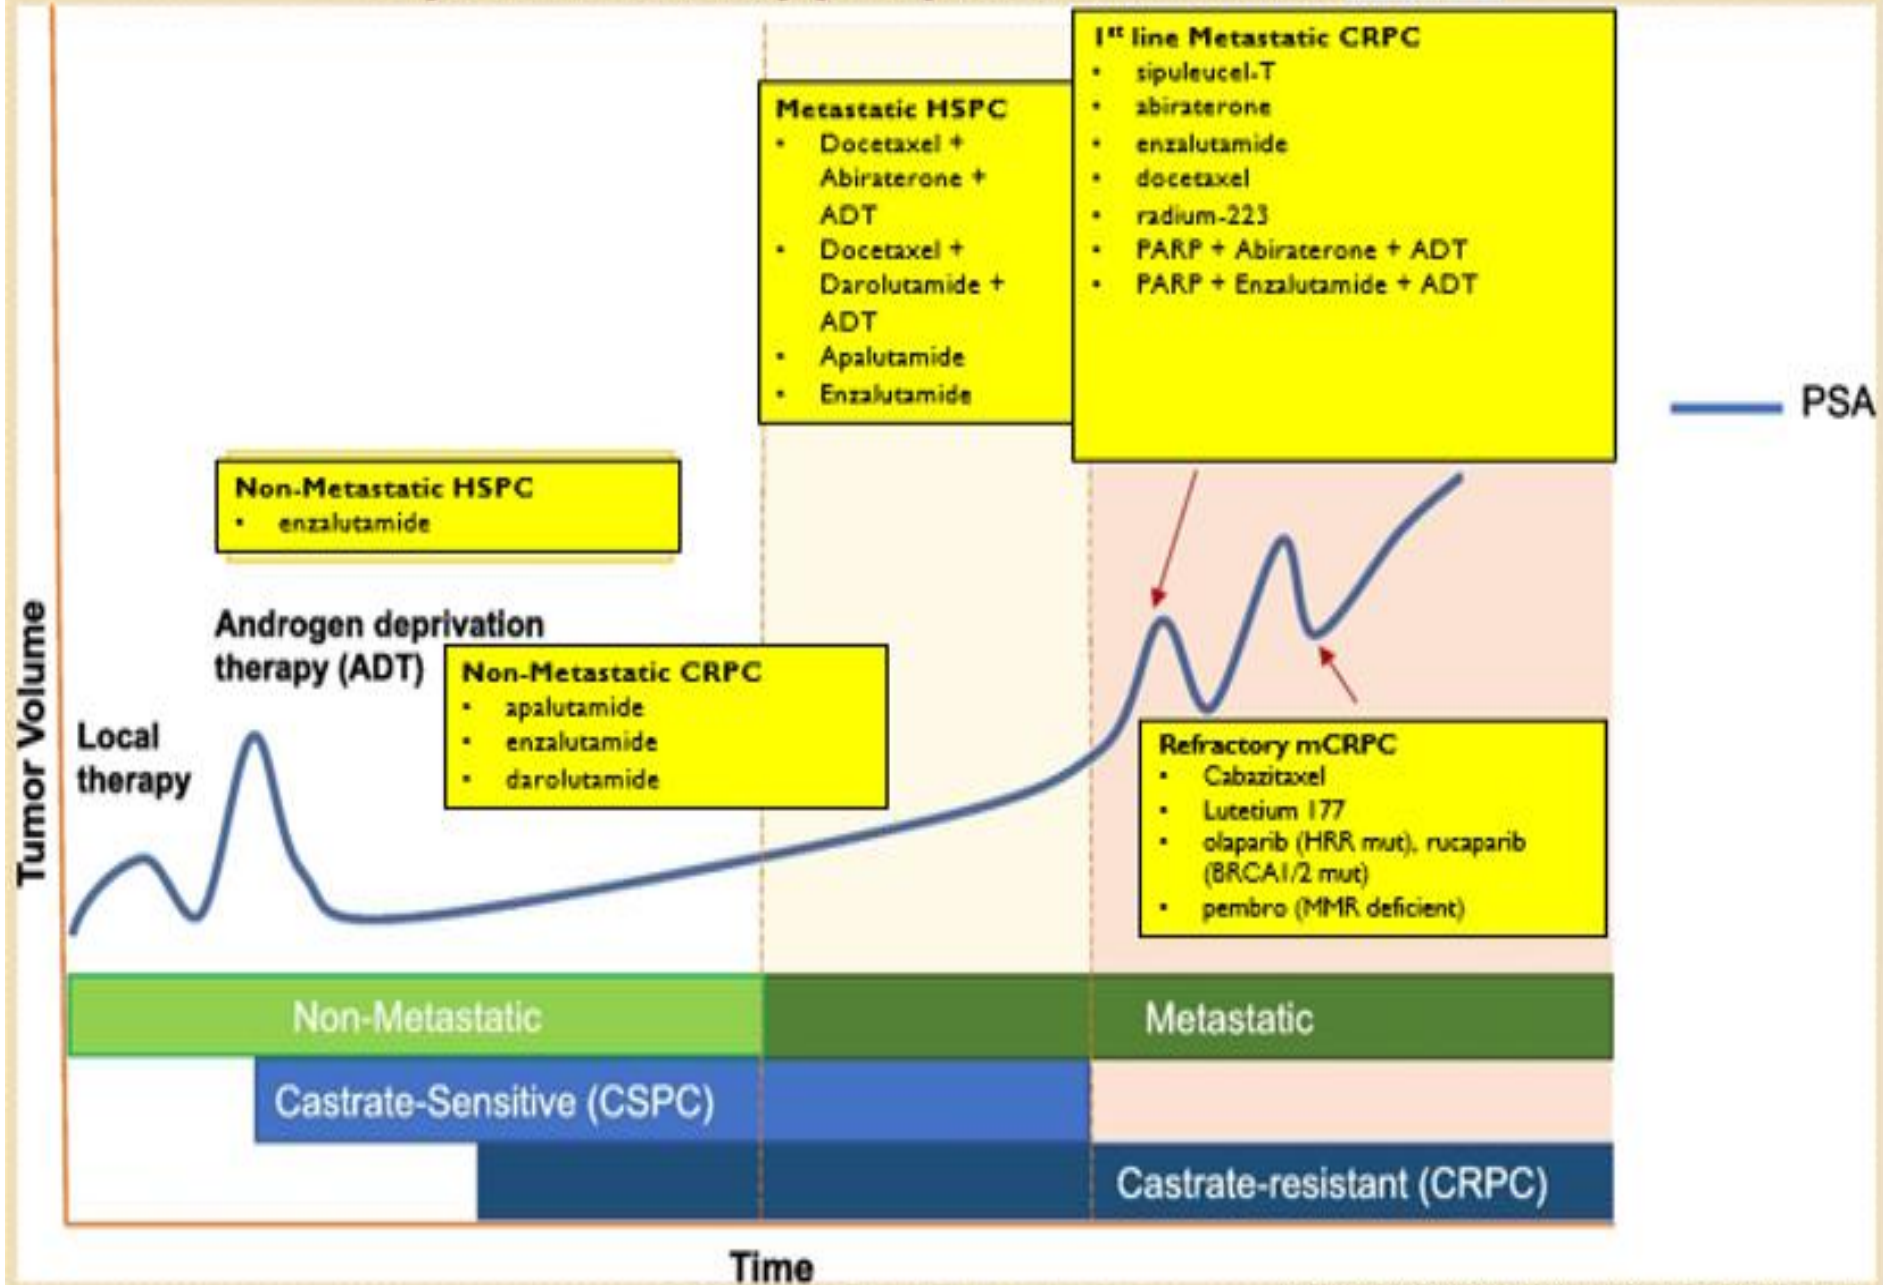 1st line Metastatic CRPC
• sipuleucel-T
• abiraterone
• enzalutamide
• docetaxel
• radium-223
• PARP + Abiraterone + ADT
• PARP + Enzalutamide + ADT
Metastatic HSPC
• Docetaxel +
Abiraterone +
ADT
• Docetaxel +
Darolutamide +
ADT
• Apalutamide
• Enzalutamide
PSA
Non-Metastatic HSPC
• enzalutamide
Androgen deprivation
therapy (ADT)
Non-Metastatic CRPC
• apalutamide
• enzalutamide
• darolutamide
Local
therapy
Tumor Volume
Refractory mCRPC
• Cabazitaxel
• Lutetium 177
• olaparib (HRR mut), rucaparib
(BRCA1/2 mut)
• pembro (MMR deficient)
Non-Metastatic
Metastatic
Castrate-Sensitive (CSPC)
Castrate-resistant (CRPC)
Time